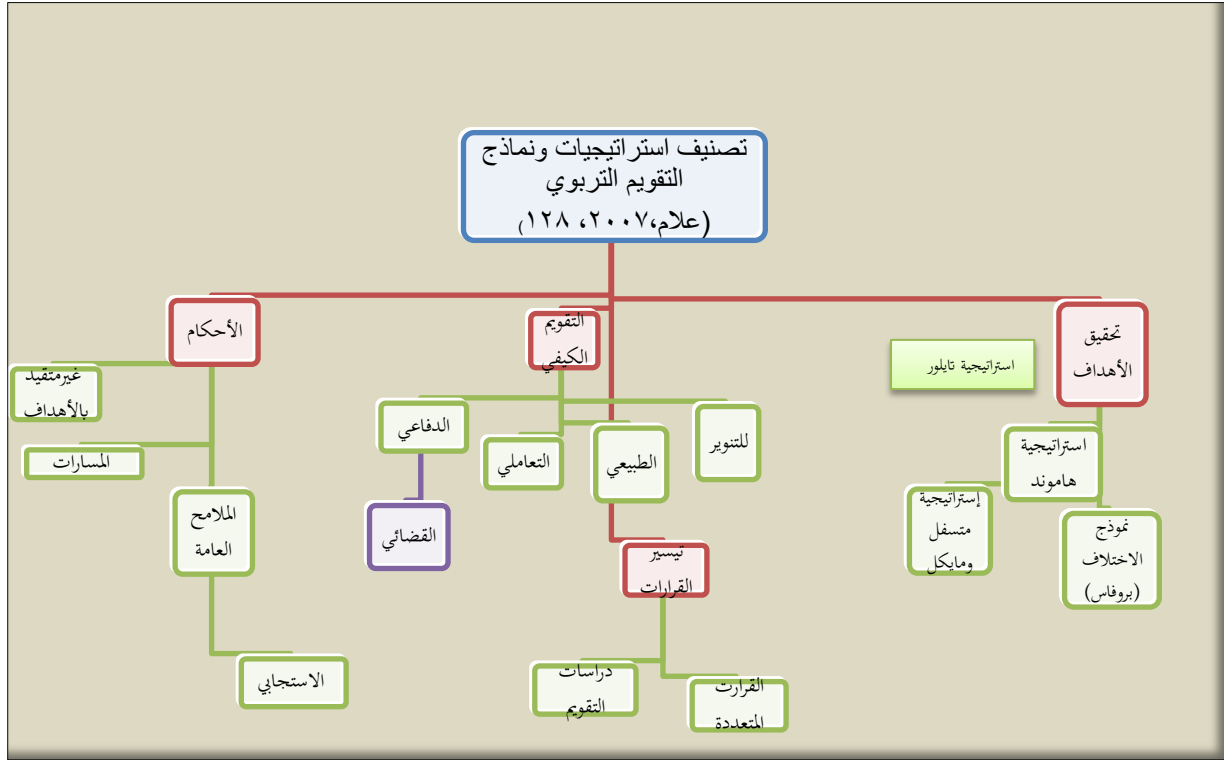 تصنيف استراتيجيات ونماذج
التقويم التربوي
(علام،٢٠٠٧، ١٢٨)
تحقيق
الأهداف
استراتيجية تايلور
استراتيجية
هاموند
إستراتيجية
متسفل
ومايكل
نموذج
الاختلاف
(بروفاس)
التقويم
الكيفي
للتنوير
الطبيعي
التعاملي
الدفاعي
القضائي
تيسير
القرارات
القرارت
المتعددة
دراسات
التقويم
الأحكام
غيرمتقيد
بالأهداف
المسارات
الملامح
العامة
الاستجابي